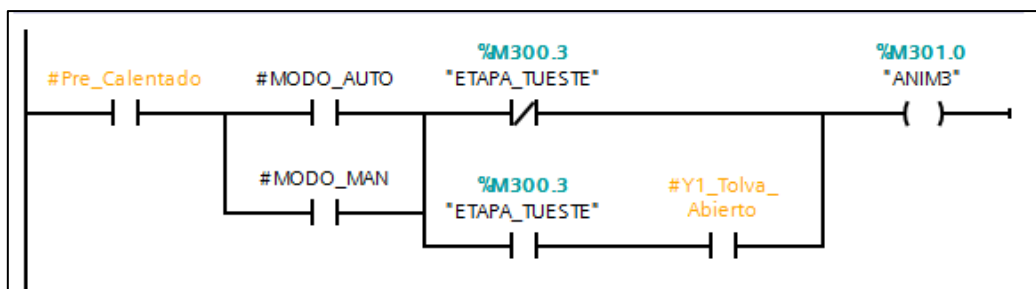 %M300.3
%M301.0
#Pre_Calentado
#MODO_AUTO
"ETAPA_TUESTE"
"ANIM3"
#MODO_MAN
%M300.3
"ETAPA_TUESTE"
#Y1_Tolva_
Abierto